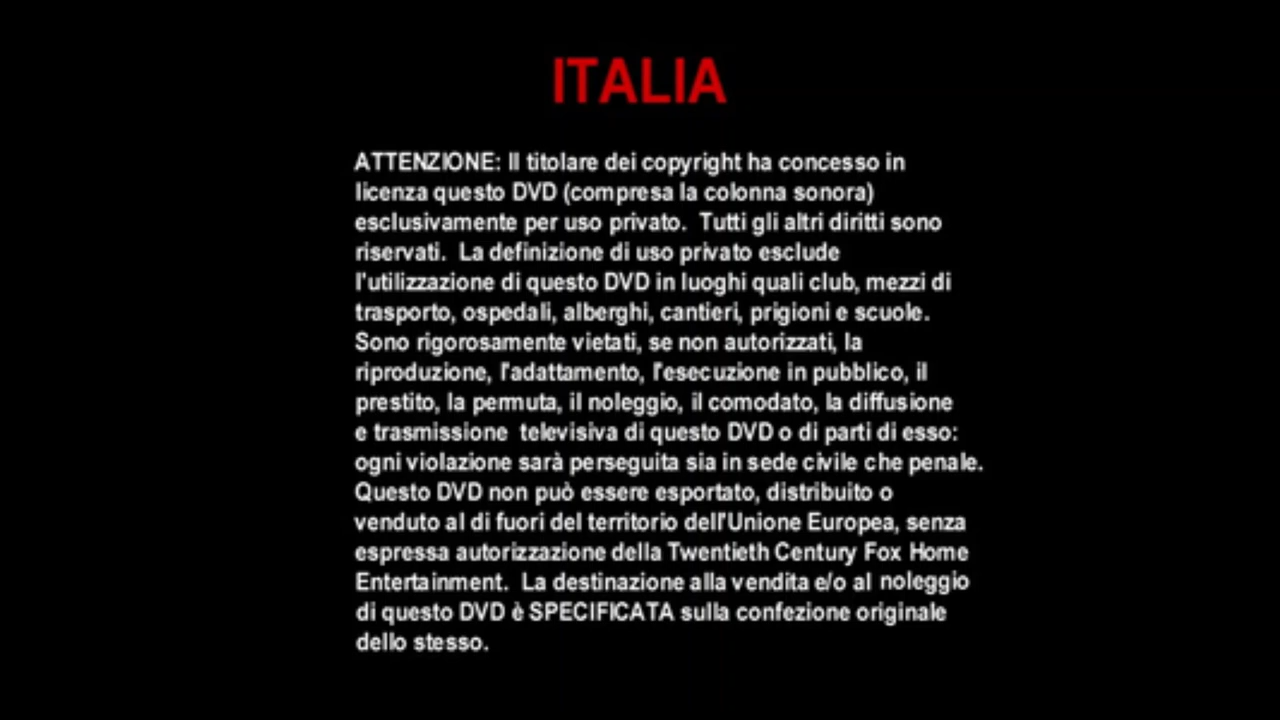 ITALIA
ATTENZIONE: Il titolare dei copyright ha concesso in
licenza questo DVD (compresa la colonna sonora)
esclusivamente per uso privato. Tutti gli altri diritti sono
riservati. La definizione di uso privato esclude
l'utilizzazione di questo DVD in luoghi quali club, mezzi di
trasporto, ospedali, alberghi, cantieri, prigioni e scuole.
Sono rigorosamente vietati, se non autorizzati, la
riproduzione, l'adattamento, l'esecuzione in pubblico, il
prestito, la permuta, il noleggio, il comodato, la diffusione
e trasmissione televisiva di questo DVD o di parti di esso:
ogni violazione sarà perseguita sia in sede civile che penale.
Questo DVD non può essere esportato, distribuito o
venduto al di fuori del territorio dell'Unione Europea, senza
espressa autorizzazione della Twentieth Century Fox Home
Entertainment. La destinazione alla vendita e/o al noleggio
di questo DVD è SPECIFICATA sulla confezione originale
dello stesso.